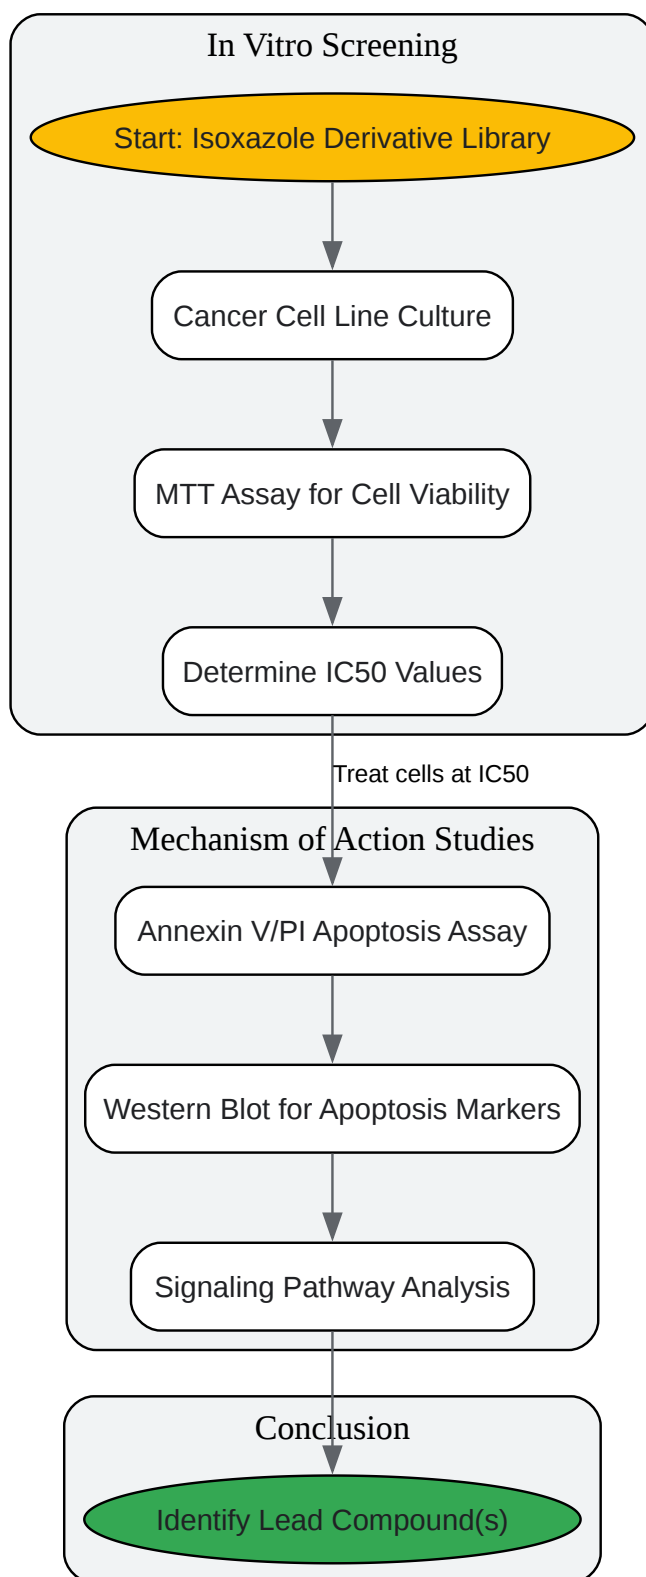 In Vitro Screening
Start: Isoxazole Derivative Library
Cancer Cell Line Culture
MTT Assay for Cell Viability
Determine IC50 Values
Treat cells at IC50
Mechanism of Action Studies
Annexin V/PI Apoptosis Assay
Western Blot for Apoptosis Markers
Signaling Pathway Analysis
Conclusion
Identify Lead Compound(s)